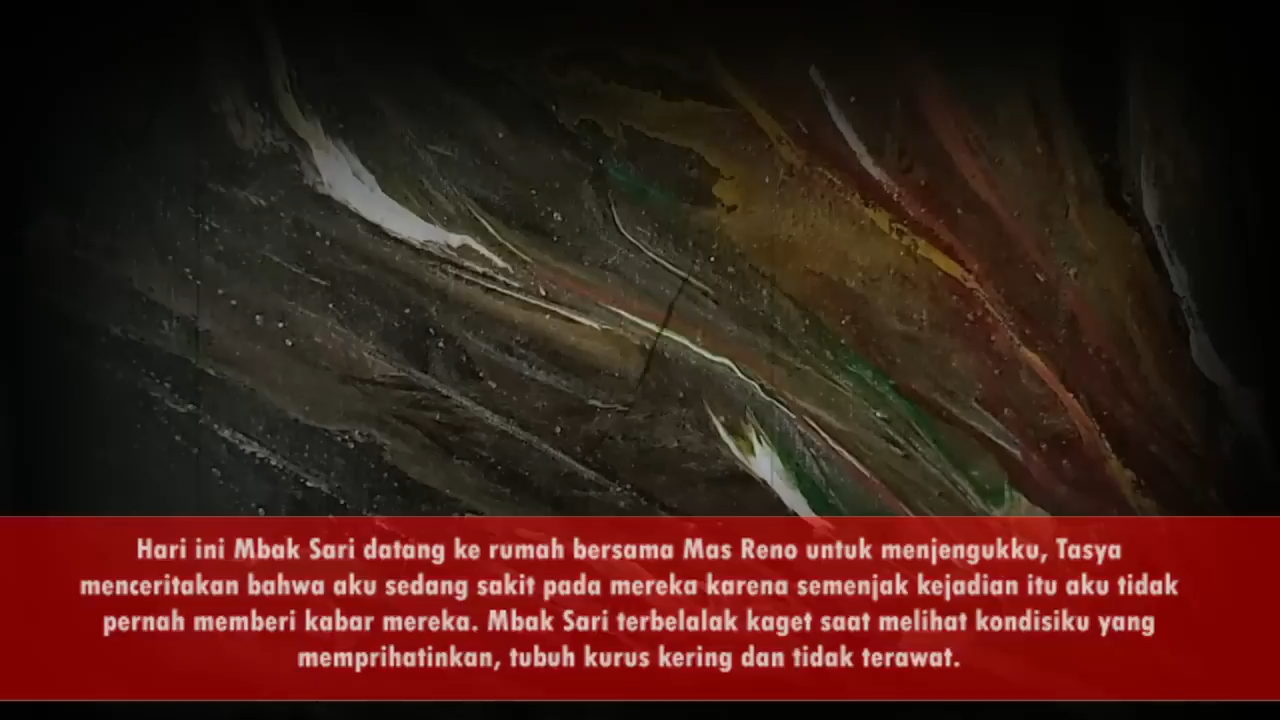 Hari ini Mbak Sari datang ke rumah bersama Mas Reno untuk menjengukku, Tasya
menceritakan bahwa aku sedang sakit pada mereka karena semenjak kejadian itu aku tidak
pernah memberi kabar mereka. Mbak Sari terbelalak kaget saat melihat kondisiku yang
memprihatinkan, tubuh kurus kering dan tidak terawat.